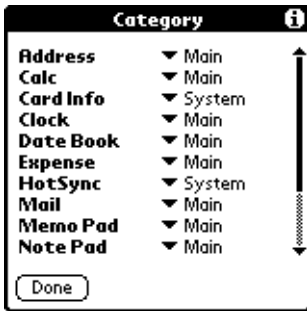 Category i
Address Main
Calc Main
Card Info System
Clock Main
Date Book Main
Expense Main
HotSync System
Mail Main
Memo Pad Main
Note Pad Main
Done